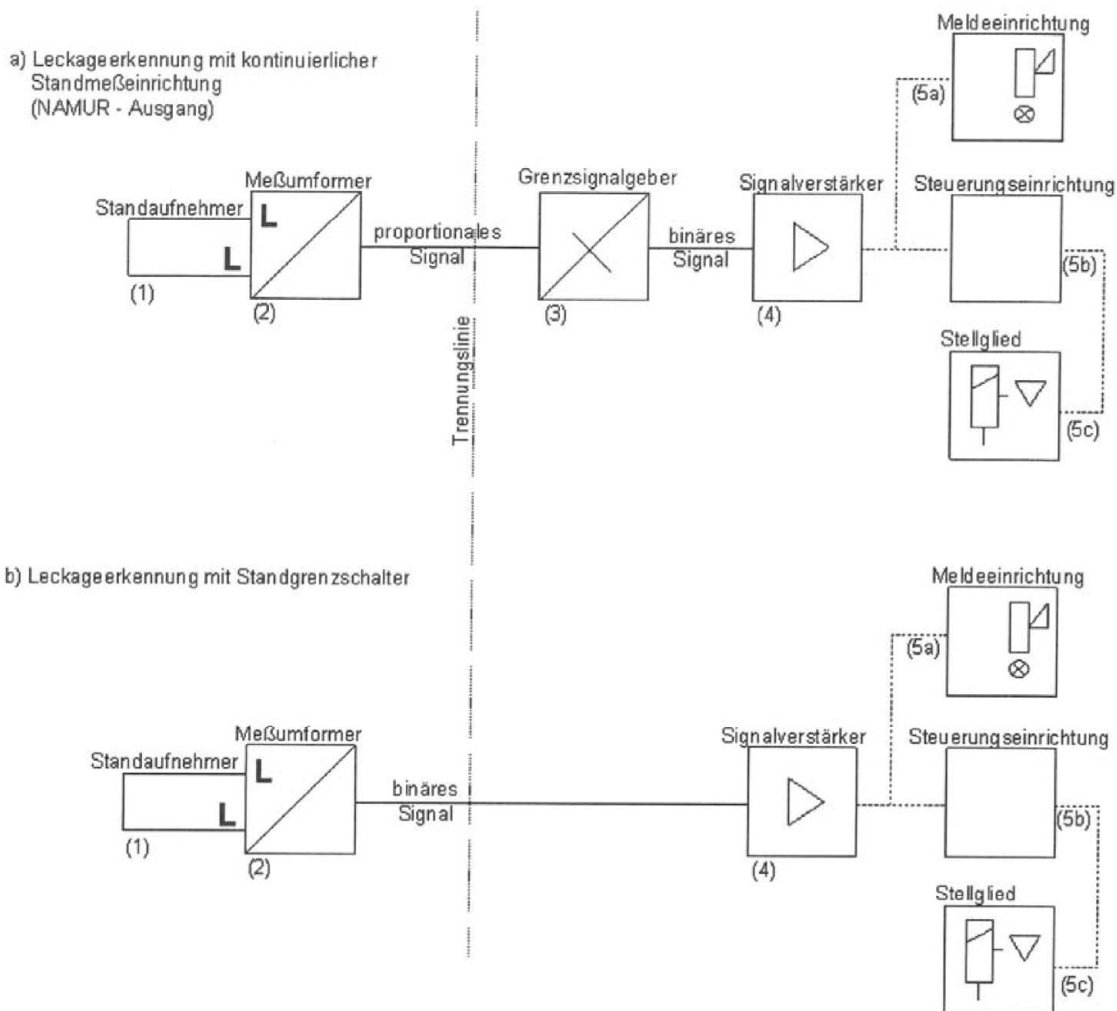 a) Leckageerkennung mit kontinuierlicher
Standmeßeinrichtung
(NAMUR - Ausgang)
Meldeeinrichtung
(5a)
Meßumformer
Grenzsignalgeber
Signalverstärker
Steuerungseinrichtung
Standaufnehmer
L
L
proportionales
Signal
binäres
Signal
(5b)
(1)
(2)
(3)
(4)
Trennungslinie
Stellglied
(5c)
b) Leckageerkennung mit Standgrenzschalter
Meldeeinrichtung
(5a)
Meßumformer
Signalverstärker
Steuerungseinrichtung
Standaufnehmer
L
L
binäres
Signal
(5b)
(1)
(2)
(4)
Stellglied
(5c)